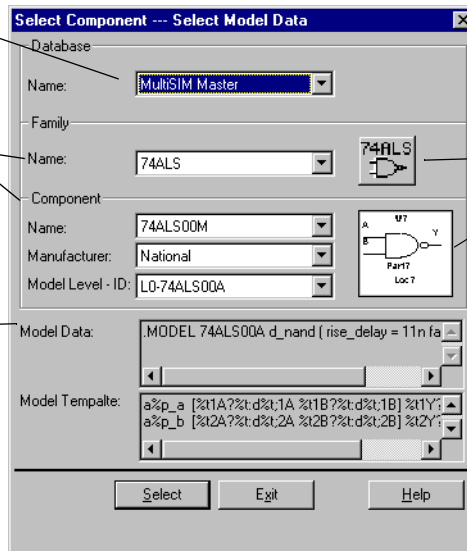 Select Component --- Select Model Data
Database
Name: MultiSIM Master
Family
Name: 74ALS
74ALS
Component
Name: 74ALS00M
Manufacturer: National
Model Level - ID: L0-74ALS00A
U?
A
B
Y
Part?
Loc?
Model Data: .MODEL 74ALS00A d_nand ( rise_delay = 11n fa
Model Tempalte: a%p_a [%t1A?%t:d%t;1A %t1B?%t:d%t;1B] %t1Y?
a%p_b [%t2A?%t:d%t;2A %t2B?%t:d%t;2B] %t2Y?
Select Exit Help